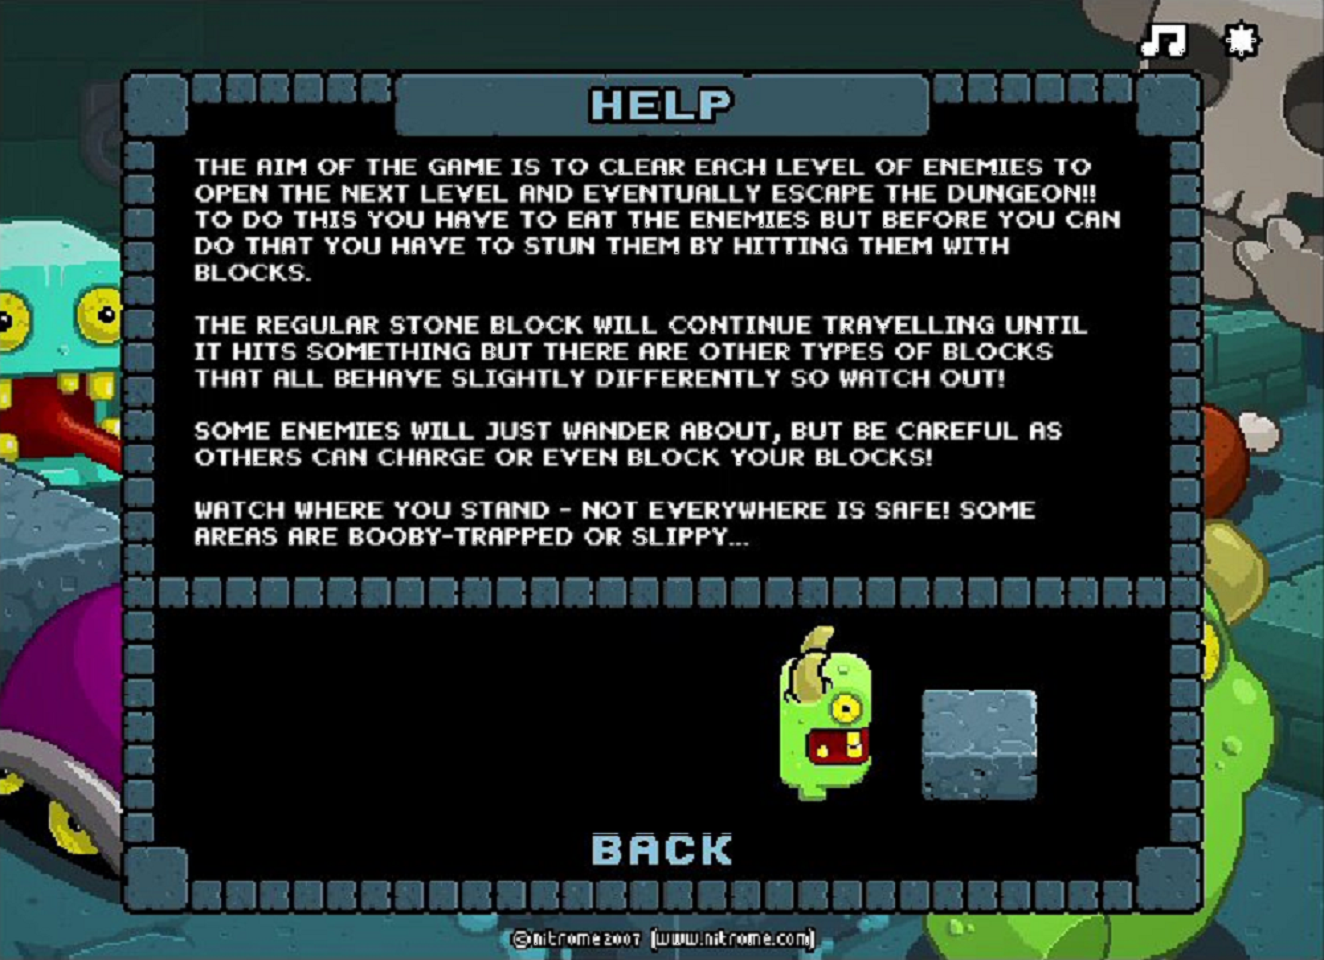 HELP
THE AIM OF THE GAME IS TO CLEAR EACH LEVEL OF ENEMIES TO
OPEN THE NEXT LEVEL AND EVENTUALLY ESCAPE THE DUNGEON!!
TO DO THIS YOU HAVE TO EAT THE ENEMIES BUT BEFORE YOU CAN
DO THAT YOU HAVE TO STUN THEM BY HITTING THEM WITH
BLOCKS.
THE REGULAR STONE BLOCK WILL CONTINUE TRAVELLING UNTIL
IT HITS SOMETHING BUT THERE ARE OTHER TYPES OF BLOCKS
THAT ALL BEHAVE SLIGHTLY DIFFERENTLY SO WATCH OUT!
SOME ENEMIES WILL JUST WANDER ABOUT, BUT BE CAREFUL AS
OTHERS CAN CHARGE OR EVEN BLOCK YOUR BLOCKS!
WATCH WHERE YOU STAND - NOT EVERYWHERE IS SAFE! SOME
AREAS ARE BOOBY-TRAPPED OR SLIPPY...
BACK
©nitrome2007 [www.nitrome.com]